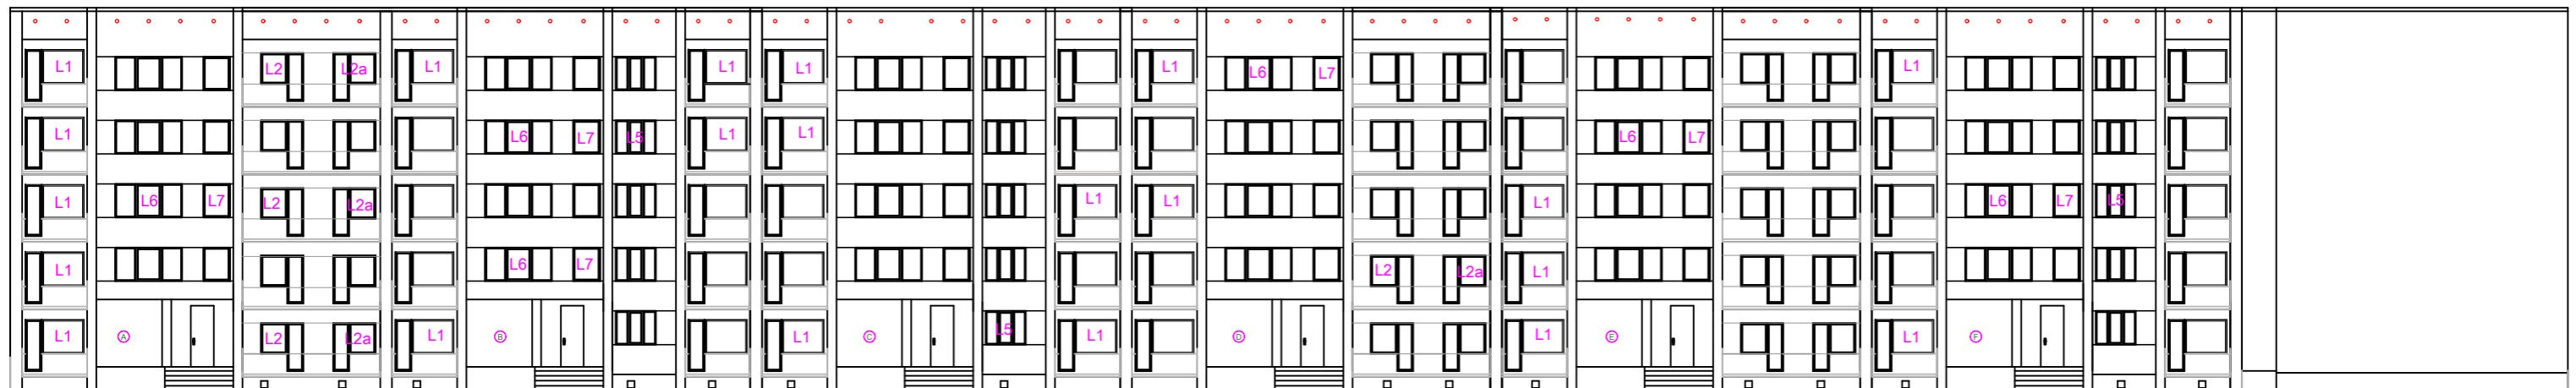 L1 L2 L2a L1 L1 L1 L1 L6 L7 L1
L1 L6 L7 L5 L1 L1 L6 L7
L1 L6 L7 L2 L2a L1 L1 L1 L6 L7 L5
L1 L6 L7 L2 L2a L1
L1 A L2 L2a L1 B L1 C L5 L1 D L1 E L1 F